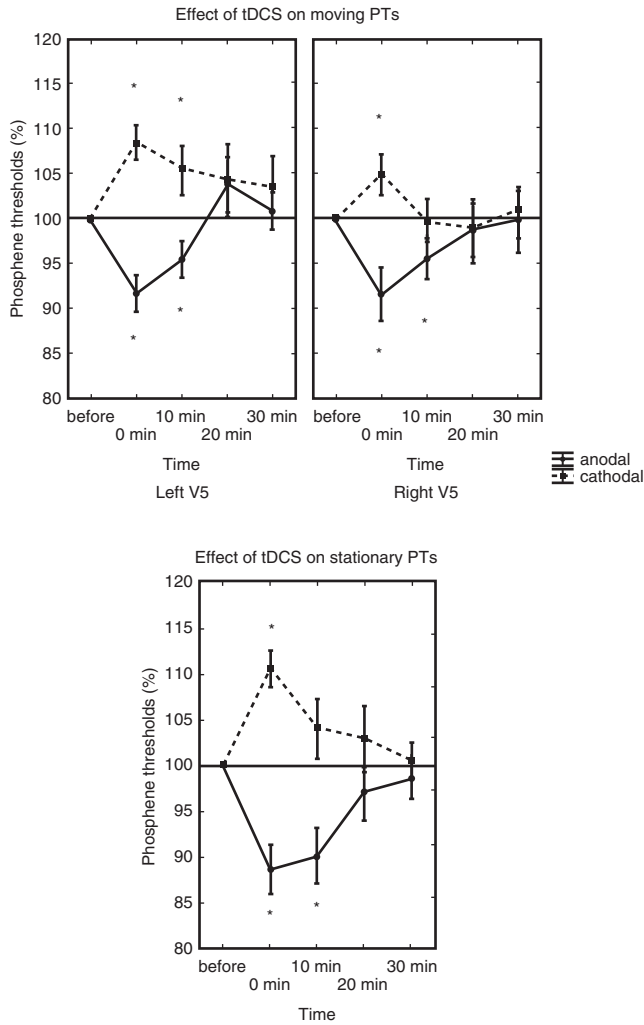 Effect of tDCS on moving PTs
Phosphene thresholds (%)
120
115
110
105
100
95
90
85
80
* * * * * * *
before 10 min 30 min
0 min 20 min
Time
Left V5
before 10 min 30 min
0 min 20 min
Time
Right V5
anodal
cathodal
Effect of tDCS on stationary PTs
Phosphene thresholds (%)
120
115
110
105
100
95
90
85
80
* * *
before 10 min 30 min
0 min 20 min
Time